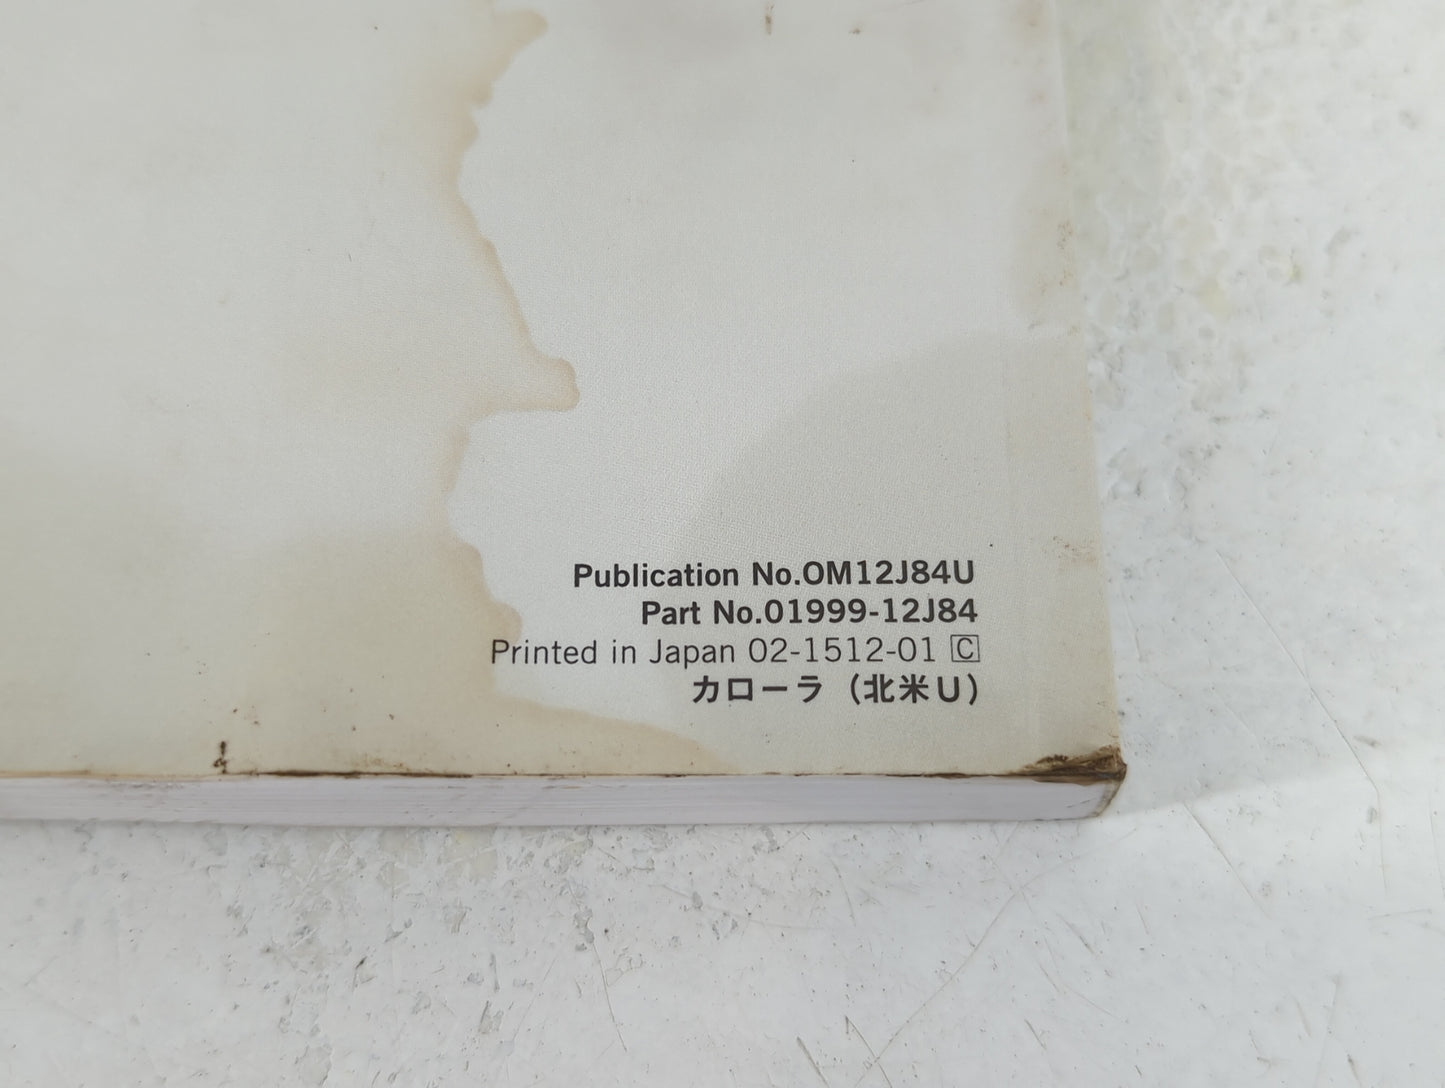 Publication No.OM12J84U
Part No.01999-12J84
Printed in Japan 02-1512-01 C
カローラ（北米U）